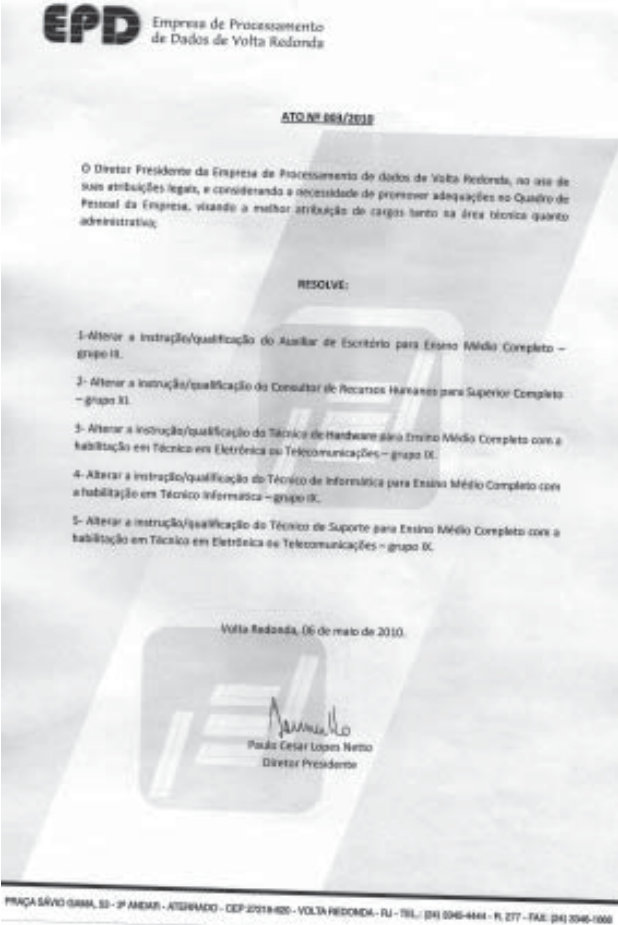 EPD Empresa de Processamento
de Dados de Volta Redonda
ATO Nº 003/2010
O Diretor Presidente da Empresa de Processamento de dados de Volta Redonda, no uso de
suas atribuições legais, e considerando a necessidade de promover adequações no Quadro de
Pessoal da Empresa, visando a melhor atribuição de cargos tanto na área técnica quanto
administrativa;
RESOLVE:
1-Alterar a instrução/qualificação do Auxiliar de Escritório para Ensino Médio Completo –
grupo III.
2- Alterar a instrução/qualificação do Consultor de Recursos Humanos para Superior Completo
– grupo XI.
3- Alterar a instrução/qualificação do Técnico de Hardware para Ensino Médio Completo com a
habilitação em Técnico em Eletrônica ou Telecomunicações – grupo IX.
4- Alterar a instrução/qualificação do Técnico de Informática para Ensino Médio Completo com
a habilitação em Técnico Informática – grupo IX.
5- Alterar a instrução/qualificação do Técnico de Suporte para Ensino Médio Completo com a
habilitação em Técnico em Eletrônica ou Telecomunicações – grupo IX.
Volta Redonda, 06 de maio de 2010.
Paulo Cesar Lopes Netto
Diretor Presidente
PRAÇA SÁVIO GAMA, 53 - 3º ANDAR - ATERRADO - CEP 27215-620 - VOLTA REDONDA - RJ - TEL.: (24) - R. 277 - FAX: (24)